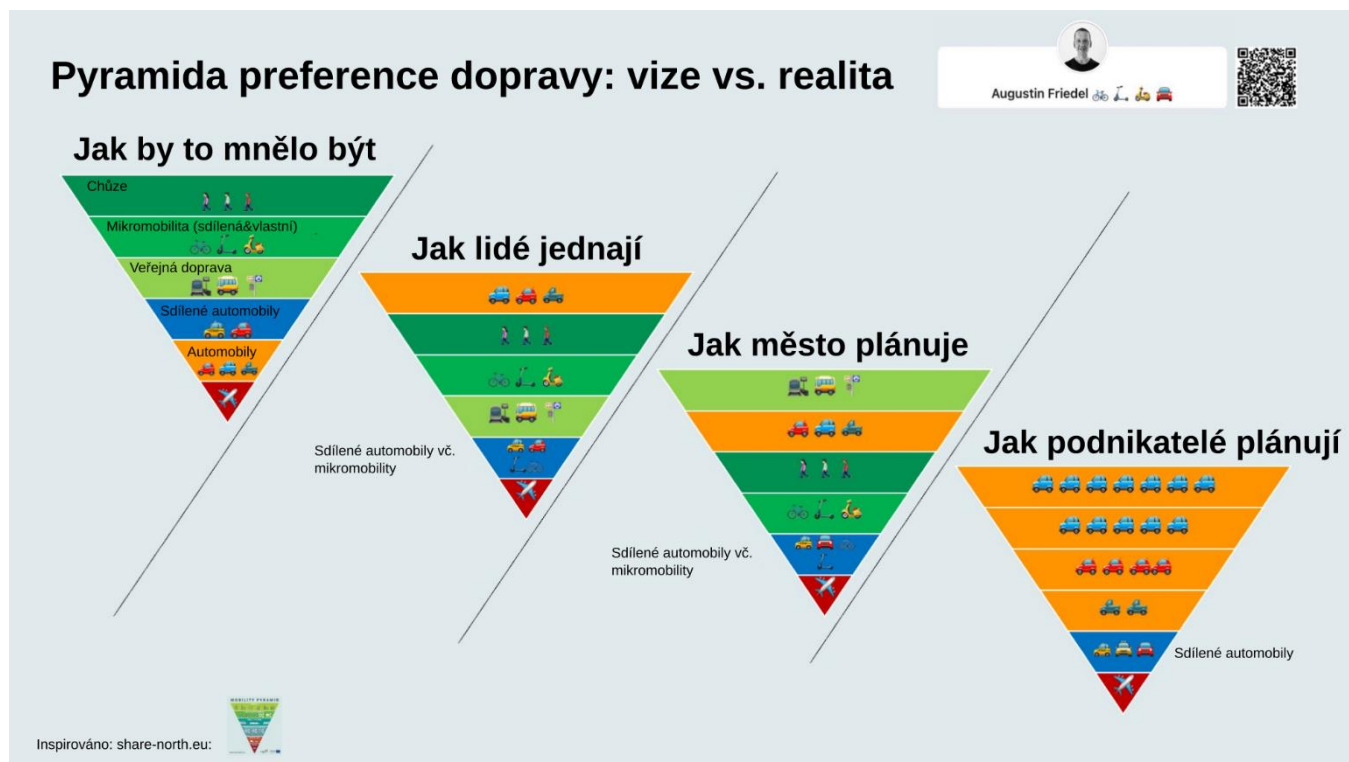 Pyramida preference dopravy: vize vs. realita
Augustin Friedel
Jak by to mnělo být
Chůze
Mikromobilita (sdílená&vlastní)
Veřejná doprava
Sdílené automobily
Automobily
Jak lidé jednají
Sdílené automobily vč.
mikromobility
Jak město plánuje
Sdílené automobily vč.
mikromobility
Jak podnikatelé plánují
Sdílené automobily
Inspirováno: share-north.eu:
MOBILITY PYRAMID